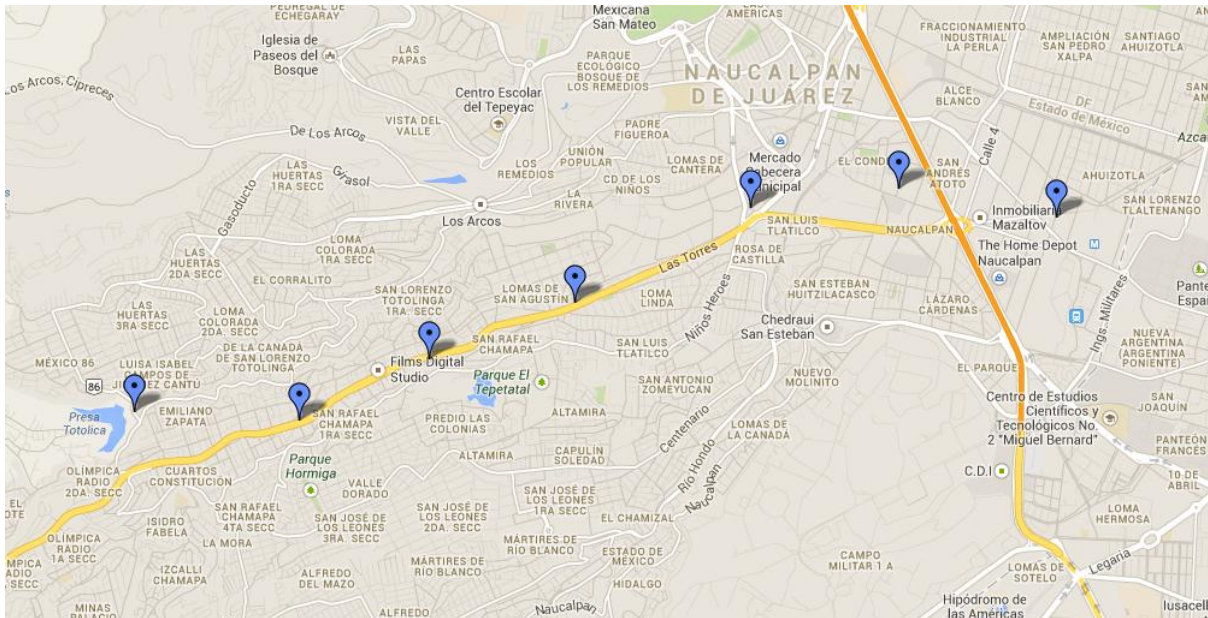 PEDREGAL DE
ECHEGARAY
Mexicana
San Mateo
LAS
AMÉRICAS
FRACCIONAMIENTO
INDUSTRIAL
LA PERLA
AMPLIACIÓN
SAN PEDRO
XALPA
SANTIAGO
AHUIZOTLA
Iglesia de
Paseos del
Bosque
LAS
PAPAS
PARQUE
ECOLÓGICO
BOSQUE DE
LOS REMEDIOS
NAUCALPAN
DE JUÁREZ
Los Arcos, Cipreces
Centro Escolar
del Tepeyac
ALCE
BLANCO
DF
Estado de México
De Los Arcos
VISTA DEL
VALLE
PADRE
FIGUEROA
Calle 4
Azca
UNIÓN
POPULAR
LOMAS DE
CANTERA
Mercado
Cabecera
Municipal
EL CONDE
SAN
ANDRÉS
ATOTO
AHUIZOTLA
LAS
HUERTAS
1RA SECC
Girasol
LOS
REMEDIOS
CD DE LOS
NIÑOS
LA
RIVERA
SAN LORENZO
TLALTENANGO
Gasoducto
Los Arcos
SAN LUIS
TLATILCO
NAUCALPAN
Inmobiliaria
Mazaltov
The Home Depot
Naucalpan
LOMA
COLORADA
1RA SECC
LAS
HUERTAS
2DA SECC
EL CORRALITO
Las Torres
ROSA DE
CASTILLA
SAN LORENZO
TOTOLINGA
1RA. SECC
LOMAS DE
SAN AGUSTIN
LOMA
LINDA
SAN ESTEBAN
HUITZILACASCO
Pante
Espar
LAS
HUERTAS
3RA SECC
LOMA
COLORADA
2DA. SECC
Niños Heroes
Chedraui
San Esteban
LÁZARO
CÁRDENAS
Ings. Militares
NUEVA
ARGENTINA
(ARGENTINA
PONIENTE)
MÉXICO 86
LUISA ISABEL
CAMPOS DE
JIMÉNEZ CANTÚ
DE LA CANADA
DE SAN LORENZO
TOTOLINGA
SAN RAFAEL
CHAMAPA
SAN LUIS
TLATILCO
Films Digital
Studio
Parque El
Tepetatal
SAN ANTONIO
ZOMEYUCAN
NUEVO
MOLINITO
EL PARQUE
86
Presa
Totolica
EMILIANO
ZAPATA
SAN RAFAEL
CHAMAPA
1RA SECC
PREDIO LAS
COLONIAS
ALTAMIRA
Centenario
LOMAS DE
LA CANADA
Centro de Estudios
Científicos y
Tecnológicos No.
2 "Miguel Bernard"
SAN
JOAQUÍN
PANTEÓN
FRANCÉS
Parque
Hormiga
ALTAMIRA
CAPULÍN
SOLEDAD
Río Hondo
Naucalpan
C.D.I
10 DE
ABRIL
OLÍMPICA
RADIO
2DA. SECC
CUARTOS
CONSTITUCIÓN
VALLE
DORADO
SAN JOSÉ DE
LOS LEONES
1RA SECC
EL CHAMIZAL
LOMA
HERMOSA
ISIDRO
FABELA
SAN RAFAEL
CHAMAPA
4TA SECC
SAN JOSÉ DE
LOS LEONES
3RA. SECC
SAN JOSÉ DE
LOS LEONES
2DA. SECC
OLÍMPICA
RADIO
1A SECC
LA MORA
MÁRTIRES DE
RÍO BLANCO
ESTADO DE
MÉXICO
CAMPO
MILITAR 1 A
Legaria
LOMAS DE
SOTELO
IZCALLI
CHAMAPA
ALFREDO
DEL MAZO
MÁRTIRES DE
RÍO BLANCO
HIDALGO
MINAS
PALACIO
ALFREDO
Naucalpan
Hipódromo de
las Américas
Iusacell